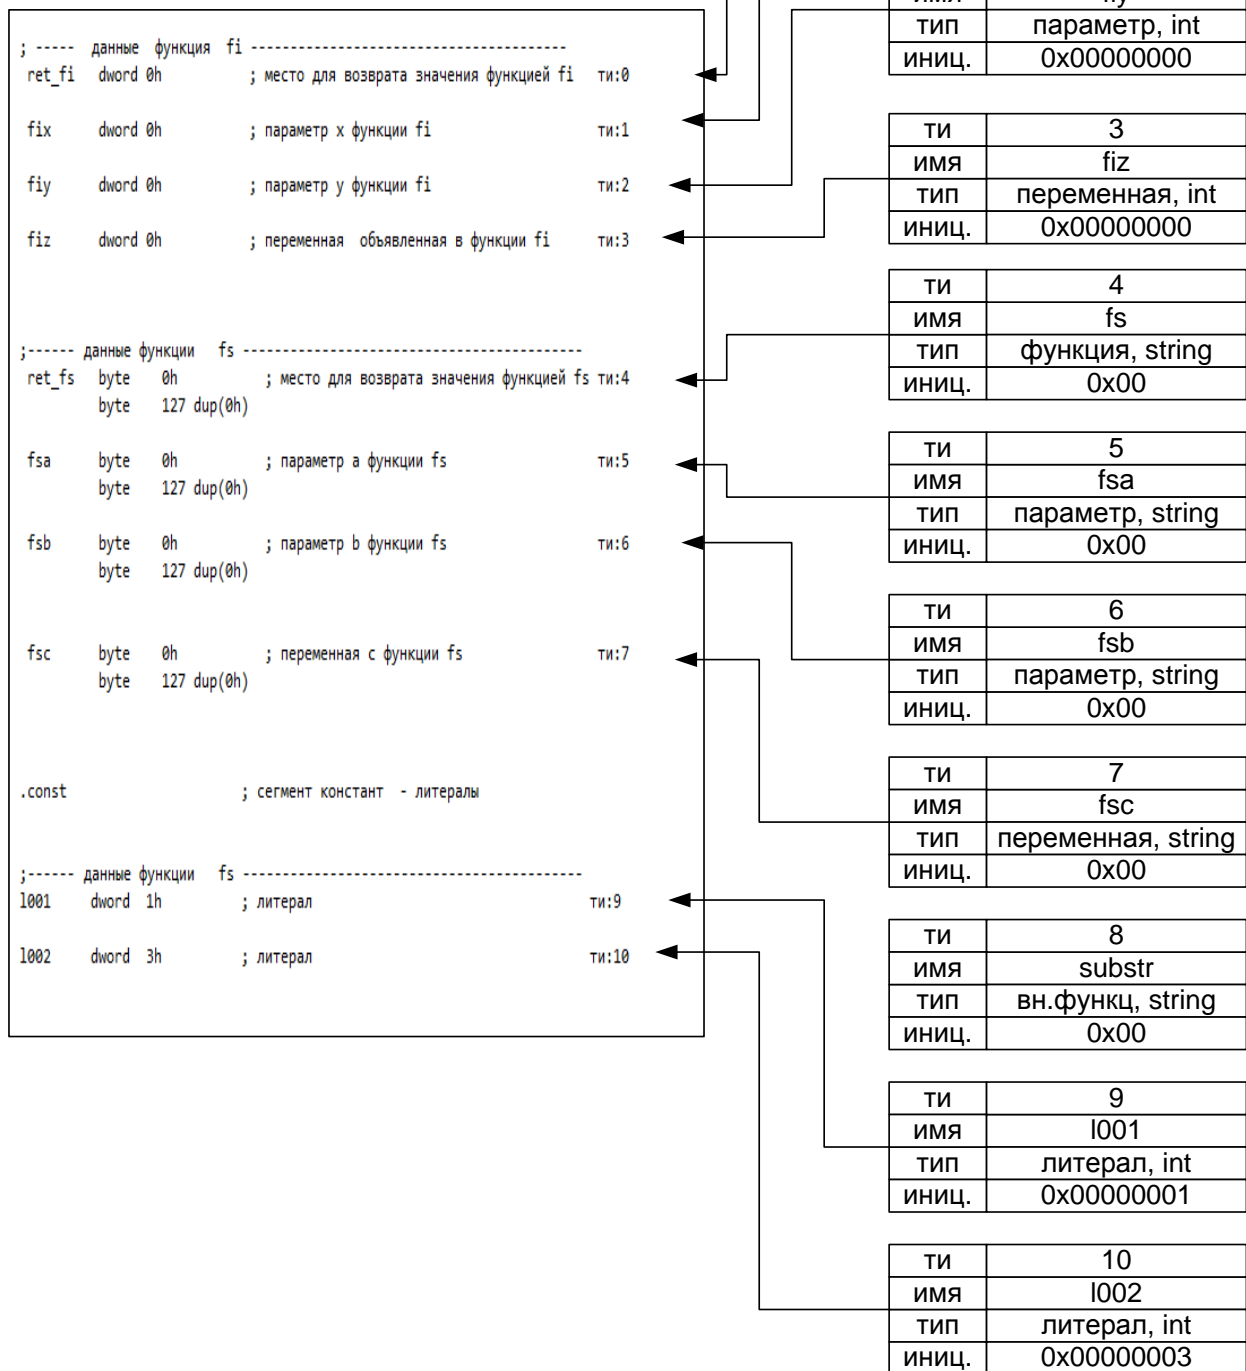 ; ----- данные функция fi ----------------------------------------
ret_fi dword 0h ; место для возврата значения функцией fi ти:0
fix dword 0h ; параметр x функции fi ти:1
fiy dword 0h ; параметр y функции fi ти:2
fiz dword 0h ; переменная объявленная в функции fi ти:3
;------ данные функции fs -------------------------------------------
ret_fs byte 0h ; место для возврата значения функцией fs ти:4
byte 127 dup(0h)
fsa byte 0h ; параметр a функции fs ти:5
byte 127 dup(0h)
fsb byte 0h ; параметр b функции fs ти:6
byte 127 dup(0h)
fsc byte 0h ; переменная c функции fs ти:7
byte 127 dup(0h)
.const ; сегмент констант - литералы
;------ данные функции fs -------------------------------------------
l001 dword 1h ; литерал ти:9
l002 dword 3h ; литерал ти:10
тип параметр, int
иниц. 0x00000000
ти 3
имя fiz
тип переменная, int
иниц. 0x00000000
ти 4
имя fs
тип функция, string
иниц. 0x00
ти 5
имя fsa
тип параметр, string
иниц. 0x00
ти 6
имя fsb
тип параметр, string
иниц. 0x00
ти 7
имя fsc
тип переменная, string
иниц. 0x00
ти 8
имя substr
тип вн.функц, string
иниц. 0x00
ти 9
имя l001
тип литерал, int
иниц. 0x00000001
ти 10
имя l002
тип литерал, int
иниц. 0x00000003